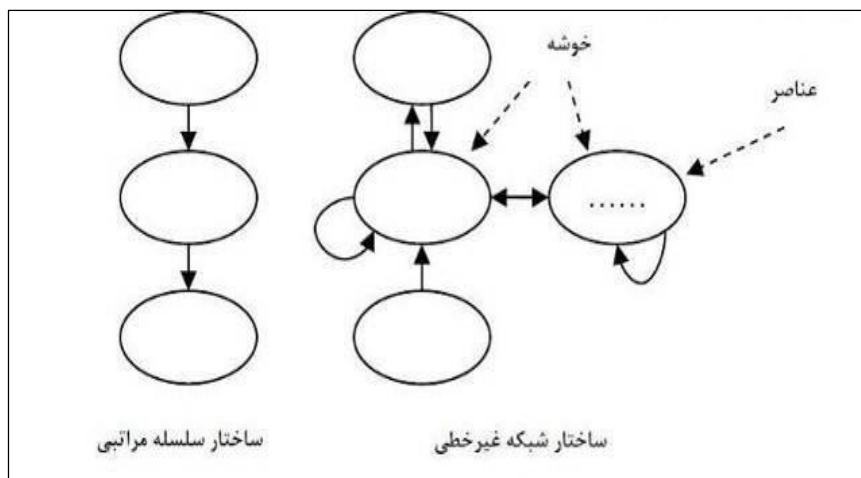 خوشه
عناصر
......
ساختار شبکه غیرخطی
ساختار سلسله مراتبی